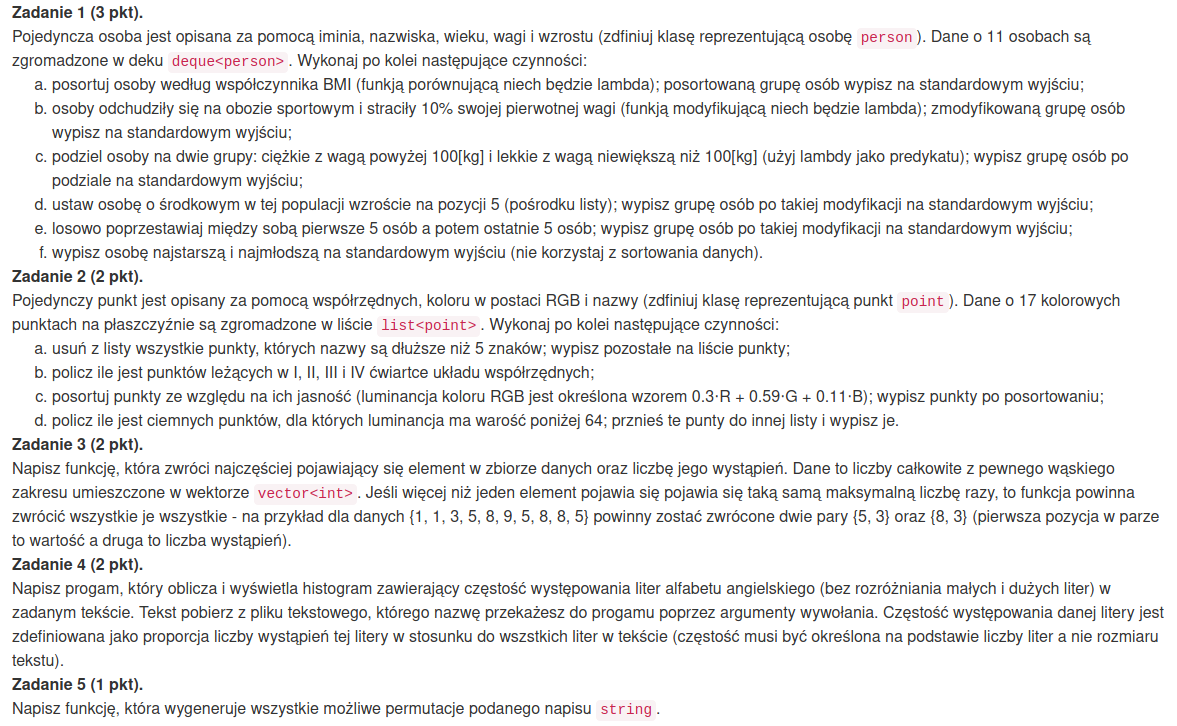 Zadanie 1 (3 pkt).
Pojedyncza osoba jest opisana za pomocą iminia, nazwiska, wieku, wagi i wzrostu (zdfiniuj klasę reprezentującą osobę person ). Dane o 11 osobach są
zgromadzone w deku deque<person> . Wykonaj po kolei następujące czynności:
a. posortuj osoby według współczynnika BMI (funkją porównującą niech będzie lambda); posortowaną grupę osób wypisz na standardowym wyjściu;
b. osoby odchudziły się na obozie sportowym i straciły 10% swojej pierwotnej wagi (funkją modyfikującą niech będzie lambda); zmodyfikowaną grupę osób
wypisz na standardowym wyjściu;
c. podziel osoby na dwie grupy: ciężkie z wagą powyżej 100[kg] i lekkie z wagą niewiększą niż 100[kg] (użyj lambdy jako predykatu); wypisz grupę osób po
podziale na standardowym wyjściu;
d. ustaw osobę o środkowym w tej populacji wzroście na pozycji 5 (pośrodku listy); wypisz grupę osób po takiej modyfikacji na standardowym wyjściu;
e. losowo poprzestawiaj między sobą pierwsze 5 osób a potem ostatnie 5 osób; wypisz grupę osób po takiej modyfikacji na standardowym wyjściu;
f. wypisz osobę najstarszą i najmłodszą na standardowym wyjściu (nie korzystaj z sortowania danych).
Zadanie 2 (2 pkt).
Pojedynczy punkt jest opisany za pomocą współrzędnych, koloru w postaci RGB i nazwy (zdfiniuj klasę reprezentującą punkt point ). Dane o 17 kolorowych
punktach na płaszczyźnie są zgromadzone w liście list<point> . Wykonaj po kolei następujące czynności:
a. usuń z listy wszystkie punkty, których nazwy są dłuższe niż 5 znaków; wypisz pozostałe na liście punkty;
b. policz ile jest punktów leżących w I, II, III i IV ćwiartce układu współrzędnych;
c. posortuj punkty ze względu na ich jasność (luminancja koloru RGB jest określona wzorem 0.3·R + 0.59·G + 0.11·B); wypisz punkty po posortowaniu;
d. policz ile jest ciemnych punktów, dla których luminancja ma warość poniżej 64; prznieś te punty do innej listy i wypisz je.
Zadanie 3 (2 pkt).
Napisz funkcję, która zwróci najczęściej pojawiający się element w zbiorze danych oraz liczbę jego wystąpień. Dane to liczby całkowite z pewnego wąskiego
zakresu umieszczone w wektorze vector<int> . Jeśli więcej niż jeden element pojawia się pojawia się taką samą maksymalną liczbę razy, to funkcja powinna
zwrócić wszystkie je wszystkie - na przykład dla danych {1, 1, 3, 5, 8, 9, 5, 8, 8, 5} powinny zostać zwrócone dwie pary {5, 3} oraz {8, 3} (pierwsza pozycja w parze
to wartość a druga to liczba wystąpień).
Zadanie 4 (2 pkt).
Napisz progam, który oblicza i wyświetla histogram zawierający częstość występowania liter alfabetu angielskiego (bez rozróżniania małych i dużych liter) w
zadanym tekście. Tekst pobierz z pliku tekstowego, którego nazwę przekażesz do progamu poprzez argumenty wywołania. Częstość występowania danej litery jest
zdefiniowana jako proporcja liczby wystąpień tej litery w stosunku do wszstkich liter w tekście (częstość musi być określona na podstawie liczby liter a nie rozmiaru
tekstu).
Zadanie 5 (1 pkt).
Napisz funkcję, która wygeneruje wszystkie możliwe permutacje podanego napisu string .